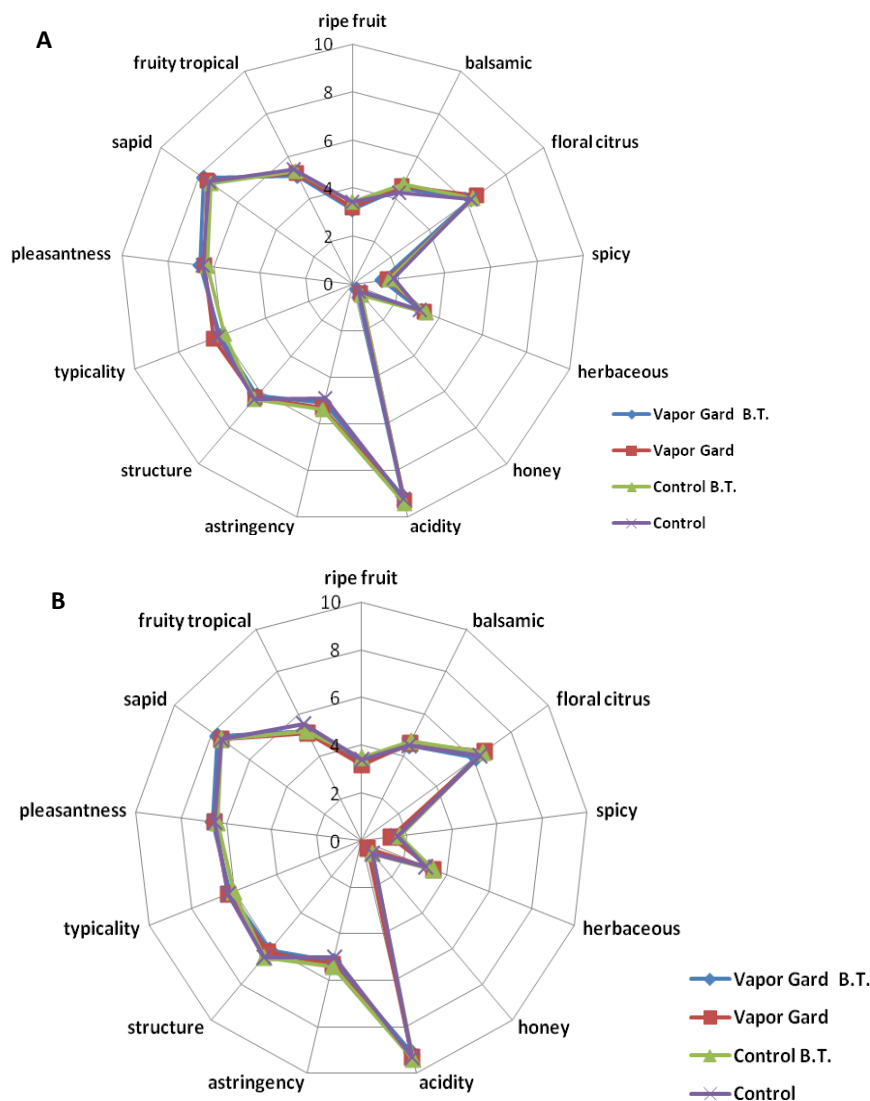 A
ripe fruit
10
balsamic
fruity tropical
8
floral citrus
sapid
6
4
2
pleasantness
spicy
0
typicality
herbaceous
Vapor Gard B.T.
Vapor Gard
structure
honey
Control B.T.
astringency
acidity
Control
B
ripe fruit
10
balsamic
fruity tropical
8
floral citrus
sapid
6
4
2
pleasantness
spicy
0
typicality
herbaceous
Vapor Gard B.T.
Vapor Gard
structure
honey
Control B.T.
astringency
acidity
Control